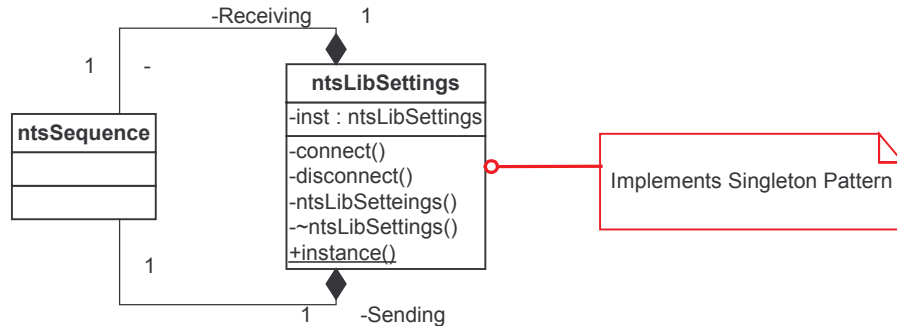 -Receiving
1
1
-
ntsSequence
ntsLibSettings
-inst : ntsLibSettings
-connect()
-disconnect()
-ntsLibSetteings()
-~ntsLibSettings()
+instance()
Implements Singleton Pattern
1
1
-Sending